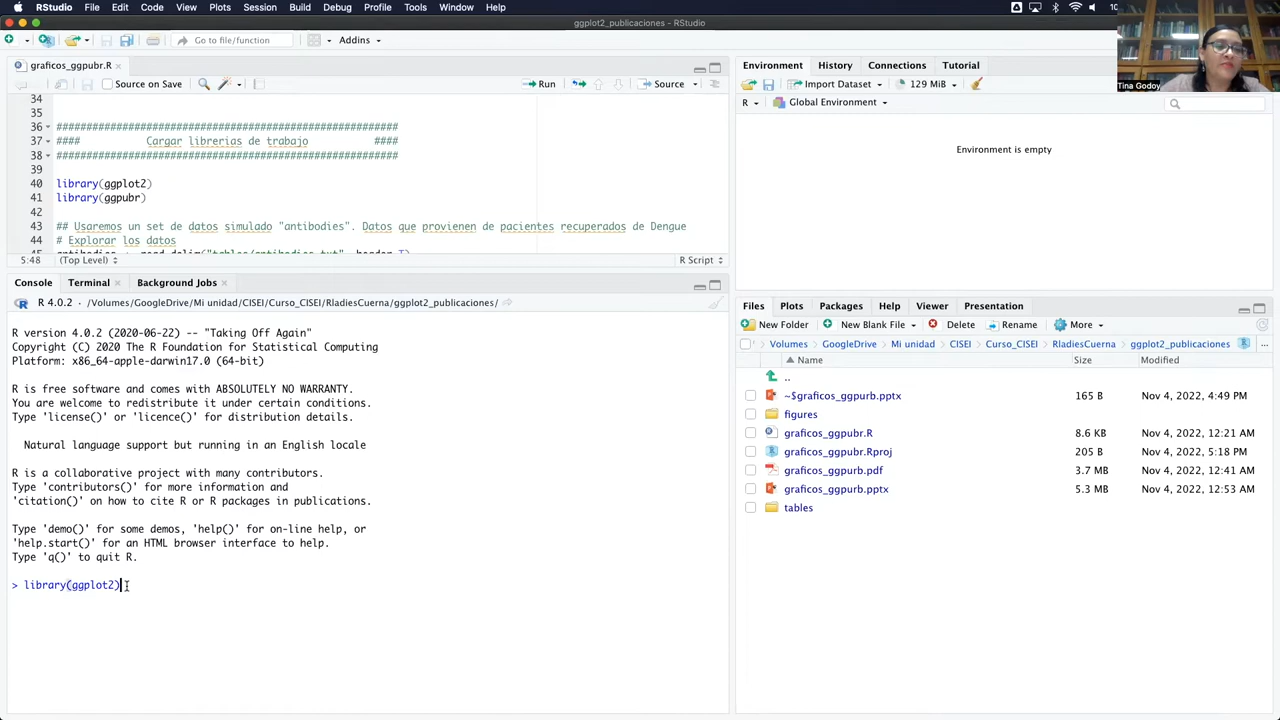 RStudio File Edit Code View Plots Session Build Debug Profile Tools Window Help
ggplot2_publicaciones - RStudio
Go to file/function Addins
graficos_ggpubr.R
Source on Save Run Source
34
35
36 #########################################################
37 #### Cargar librerias de trabajo ####
38 #########################################################
39
40 library(ggplot2)
41 library(ggpubr)
42
43 ## Usaremos un set de datos simulado "antibodies". Datos que provienen de pacientes recuperados de Dengue
44 # Explorar los datos
5:48 (Top Level) R Script
Console Terminal Background Jobs
R 4.0.2 · /Volumes/GoogleDrive/Mi unidad/CISEI/Curso_CISEI/RladiesCuerna/ggplot2_publicaciones/
R version 4.0.2 (2020-06-22) -- "Taking Off Again"
Copyright (C) 2020 The R Foundation for Statistical Computing
Platform: x86_64-apple-darwin17.0 (64-bit)
R is free software and comes with ABSOLUTELY NO WARRANTY.
You are welcome to redistribute it under certain conditions.
Type 'license()' or 'licence()' for distribution details.
Natural language support but running in an English locale
R is a collaborative project with many contributors.
Type 'contributors()' for more information and
'citation()' on how to cite R or R packages in publications.
Type 'demo()' for some demos, 'help()' for on-line help, or
'help.start()' for an HTML browser interface to help.
Type 'q()' to quit R.
> library(ggplot2)
Environment History Connections Tutorial
Import Dataset 129 MiB
R Global Environment
Environment is empty
Tina Godoy
Files Plots Packages Help Viewer Presentation
New Folder New Blank File Delete Rename More
Volumes GoogleDrive Mi unidad CISEI Curso_CISEI RladiesCuerna ggplot2_publicaciones ...
Name Size Modified
..
~$graficos_ggpurb.pptx 165 B Nov 4, 2022, 4:49 PM
figures
graficos_ggpubr.R 8.6 KB Nov 4, 2022, 12:21 AM
graficos_ggpubr.Rproj 205 B Nov 4, 2022, 5:18 PM
graficos_ggpurb.pdf 3.7 MB Nov 4, 2022, 12:41 AM
graficos_ggpurb.pptx 5.3 MB Nov 4, 2022, 12:53 AM
tables